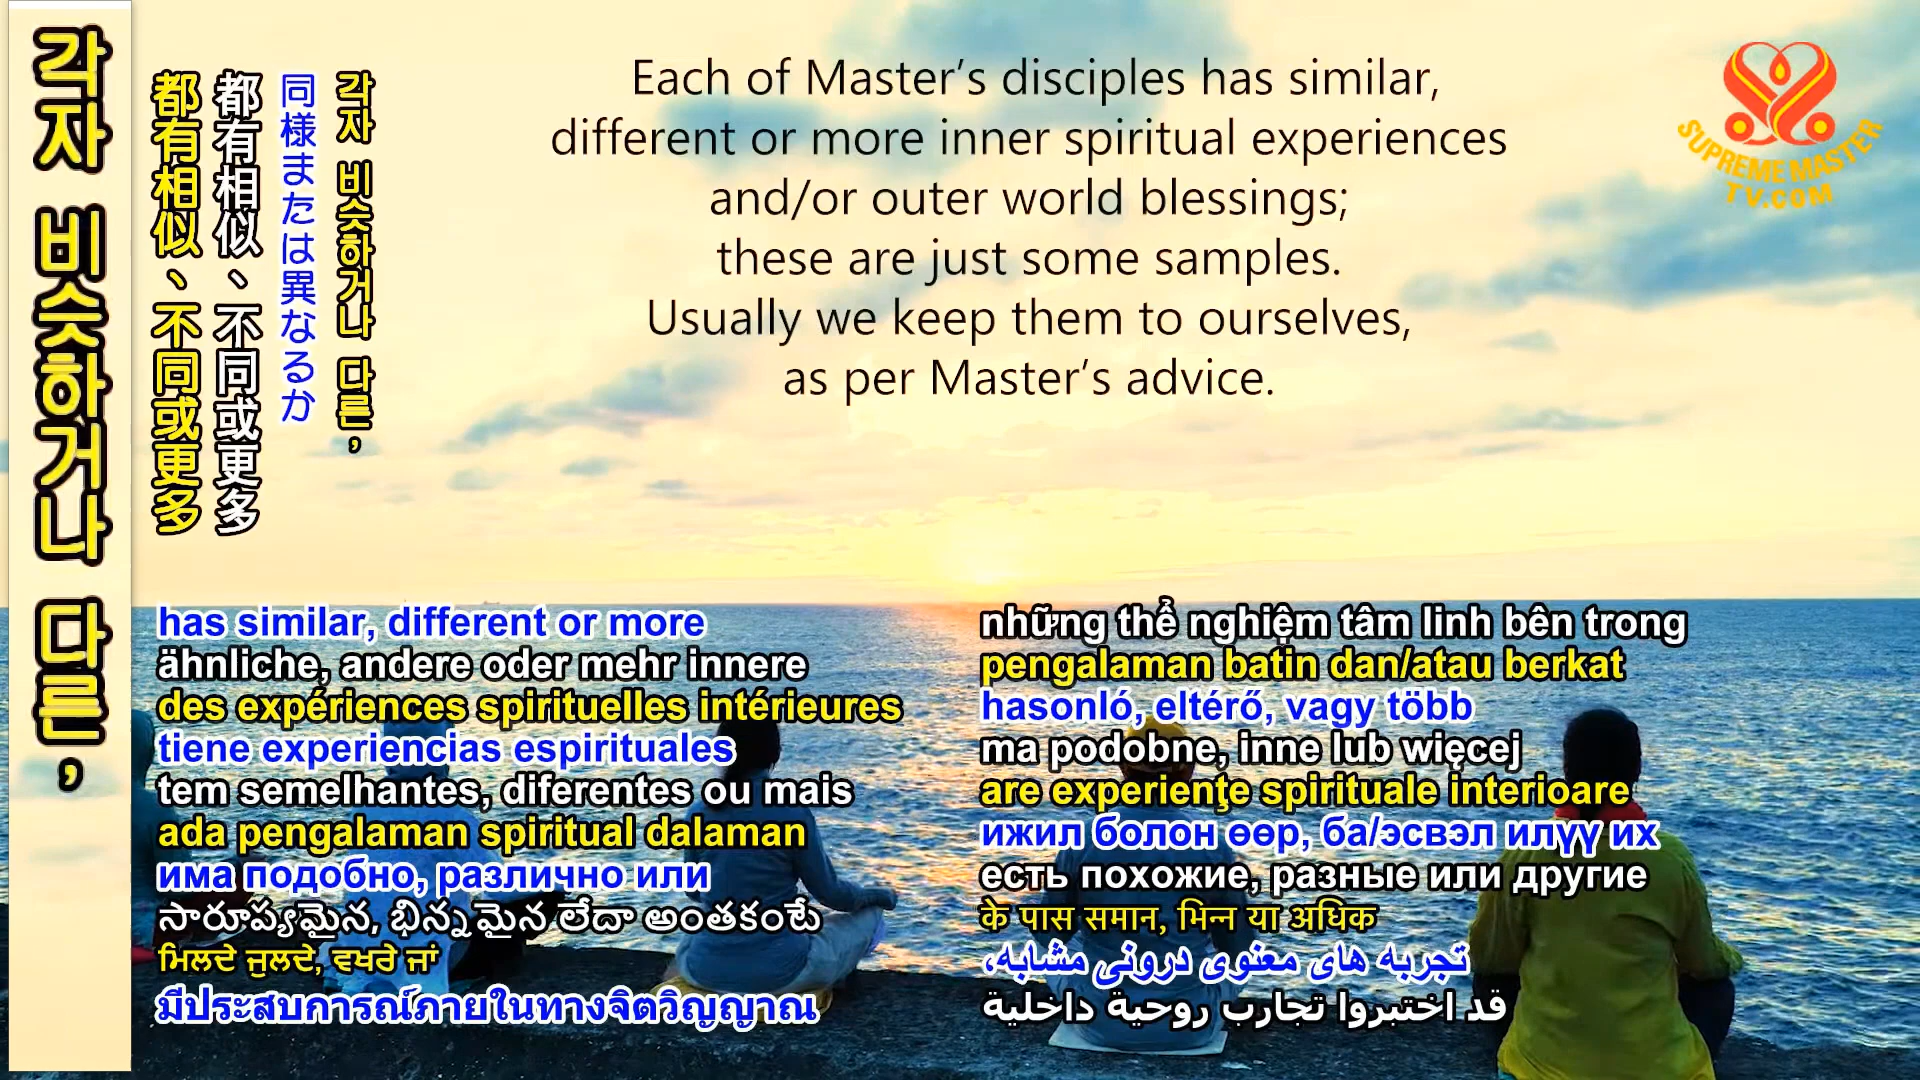 각자 비슷하거나 다른,
都有相似、不同或更多
都有相似、不同或更多
同様または異なるか
각자 비슷하거나 다른,
Each of Master's disciples has similar,
different or more inner spiritual experiences
and/or outer world blessings;
these are just some samples.
Usually we keep them to ourselves,
as per Master's advice.
SUPREME MASTER
TV.COM
has similar, different or more
ähnliche, andere oder mehr innere
des expériences spirituelles intérieures
tiene experiencias espirituales
tem semelhantes, diferentes ou mais
ada pengalaman spiritual dalaman
има подобно, различно или
సారూప్యమైన, భిన్నమైన లేదా అంతకంటే
ਮਿਲਦੇ ਜੁਲਦੇ, ਵਖਰੇ ਜਾਂ
มีประสบการณ์ภายในทางจิตวิญญาณ
những thể nghiệm tâm linh bên trong
pengalaman batin dan/atau berkat
hasonló, eltérő, vagy több
ma podobne, inne lub więcej
are experienţe spirituale interioare
ижил болон өөр, ба/эсвэл илүү их
есть похожие, разные или другие
के पास समान, भिन्न या अधिक
تجربه های معنوی درونی مشابه،
قد اختبروا تجارب روحية داخلية